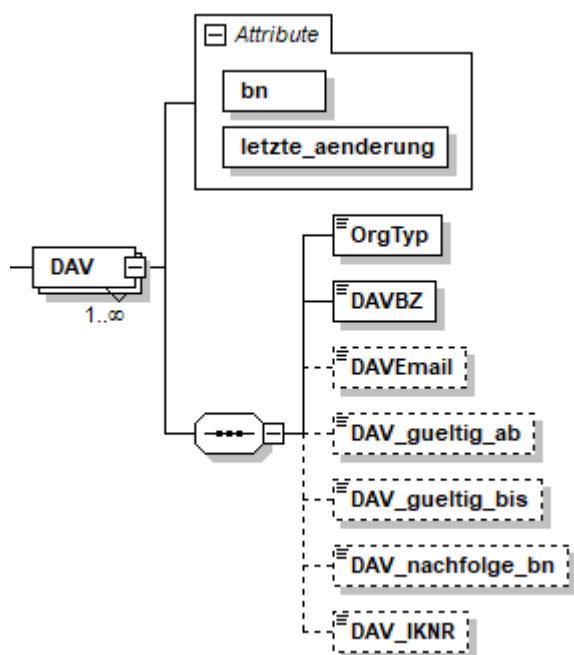 Attribute
bn
letzte_aenderung
DAV
1..∞
OrgTyp
DAVBZ
DAVEmail
DAV_gueltig_ab
DAV_gueltig_bis
DAV_nachfolge_bn
DAV_IKNR